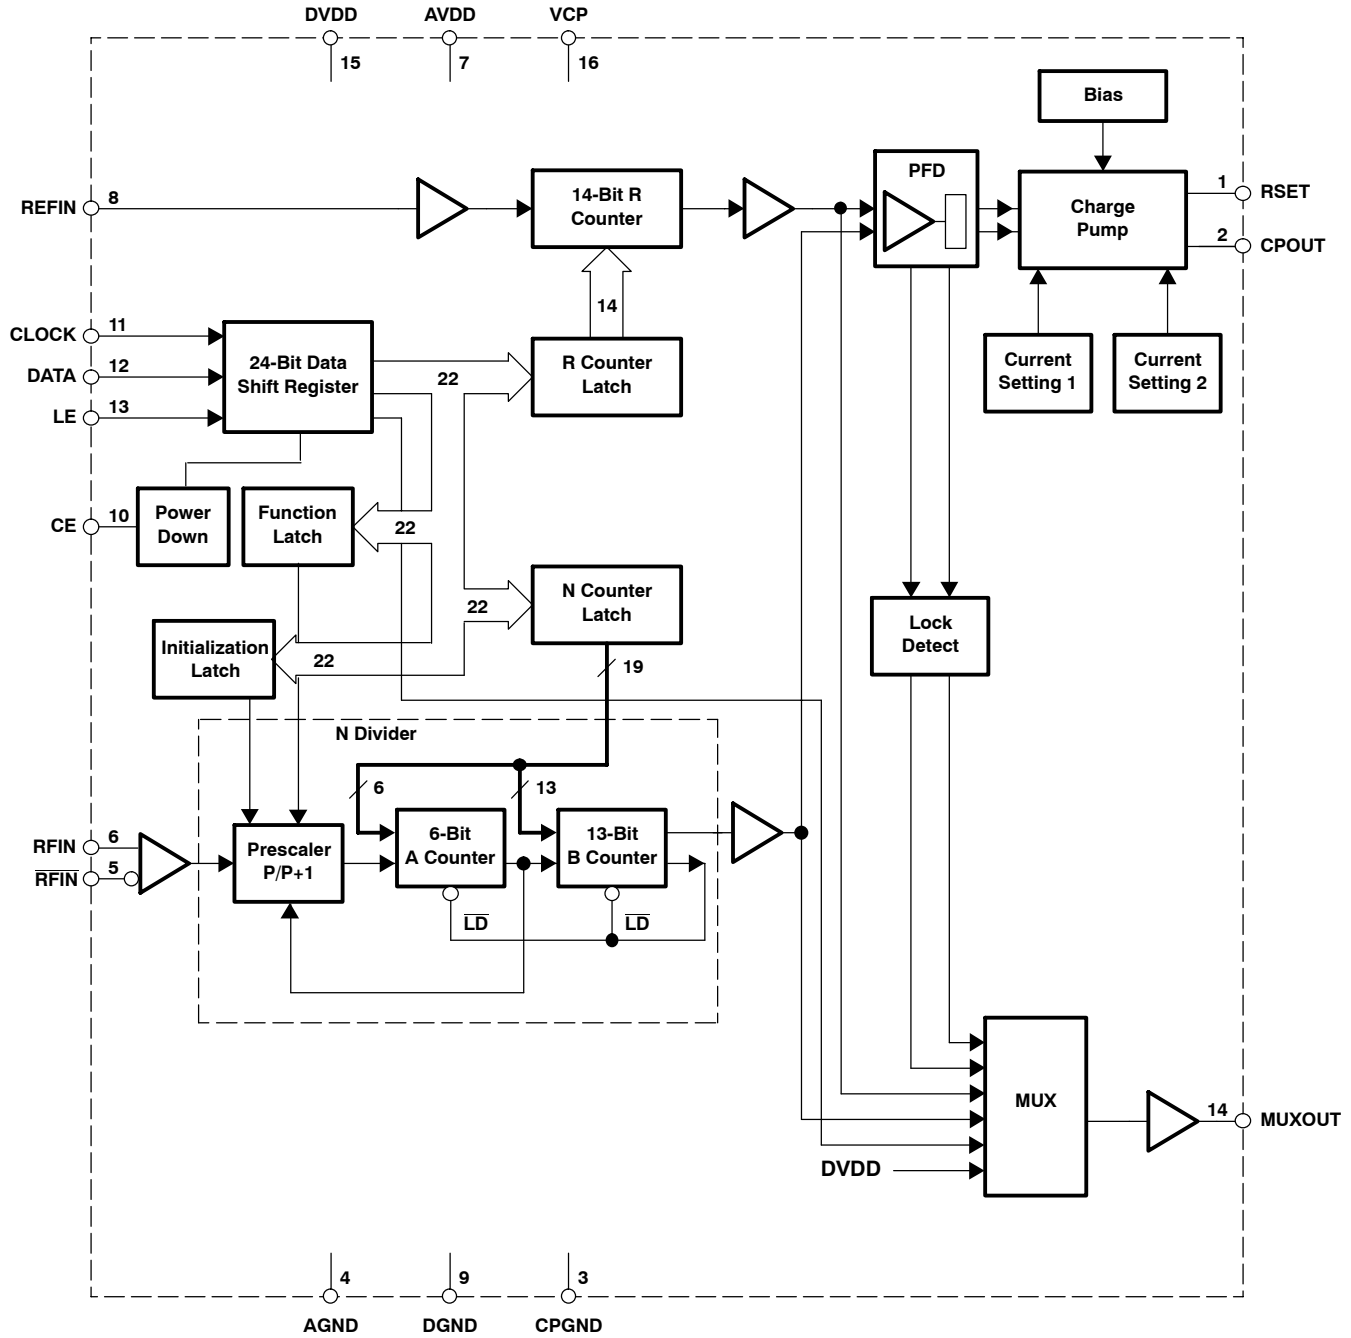 DVDD
AVDD
VCP
15
7
16
Bias
PFD
14-Bit R
Counter
Charge
Pump
REFIN
8
1
RSET
2
CPOUT
14
CLOCK
11
DATA
12
LE
13
24-Bit Data
Shift Register
22
R Counter
Latch
Current
Setting 1
Current
Setting 2
CE
10
Power
Down
Function
Latch
22
N Counter
Latch
22
Lock
Detect
Initialization
Latch
22
19
N Divider
6
13
RFIN
6
RFIN
5
Prescaler
P/P+1
6-Bit
A Counter
13-Bit
B Counter
LD
LD
MUX
14
MUXOUT
DVDD
4
9
3
AGND
DGND
CPGND